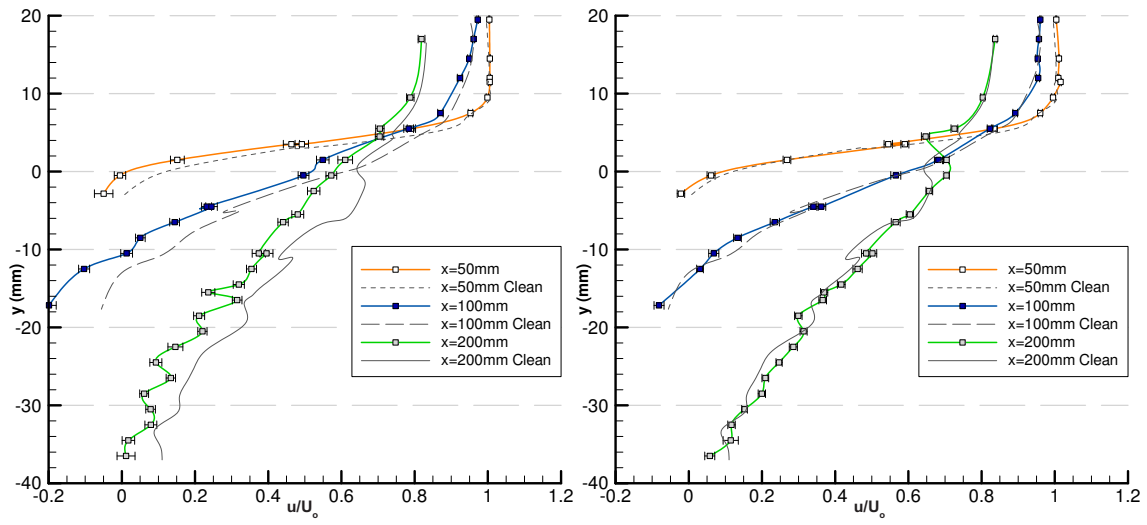 20
10
0
-10
-20
-30
-40
y (mm)
-0.2
0
0.2
0.4
0.6
0.8
1
1.2
u/Uo
x=50mm
x=50mm Clean
x=100mm
x=100mm Clean
x=200mm
x=200mm Clean
20
10
0
-10
-20
-30
-40
y (mm)
-0.2
0
0.2
0.4
0.6
0.8
1
1.2
u/Uo
x=50mm
x=50mm Clean
x=100mm
x=100mm Clean
x=200mm
x=200mm Clean